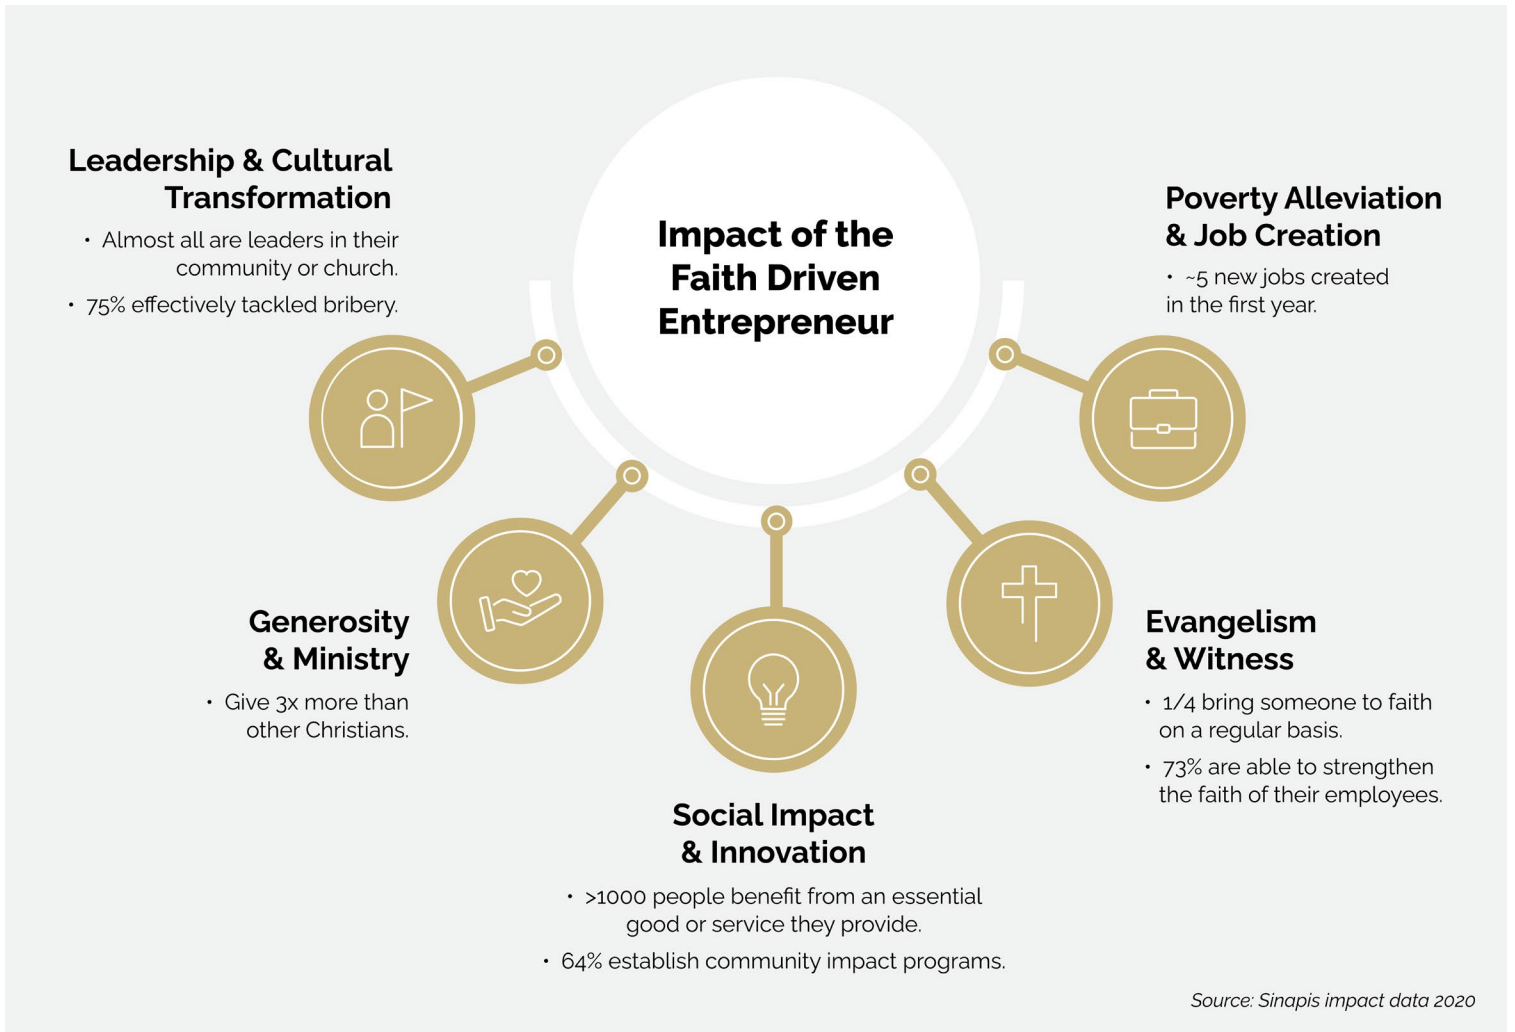 Impact of the
Faith Driven
Entrepreneur
Leadership & Cultural
Transformation
• Almost all are leaders in their
community or church.
• 75% effectively tackled bribery.
Generosity
& Ministry
• Give 3x more than
other Christians.
Social Impact
& Innovation
• >1000 people benefit from an essential
good or service they provide.
• 64% establish community impact programs.
Evangelism
& Witness
• 1/4 bring someone to faith
on a regular basis.
• 73% are able to strengthen
the faith of their employees.
Poverty Alleviation
& Job Creation
• ~5 new jobs created
in the first year.
Source: Sinapis impact data 2020